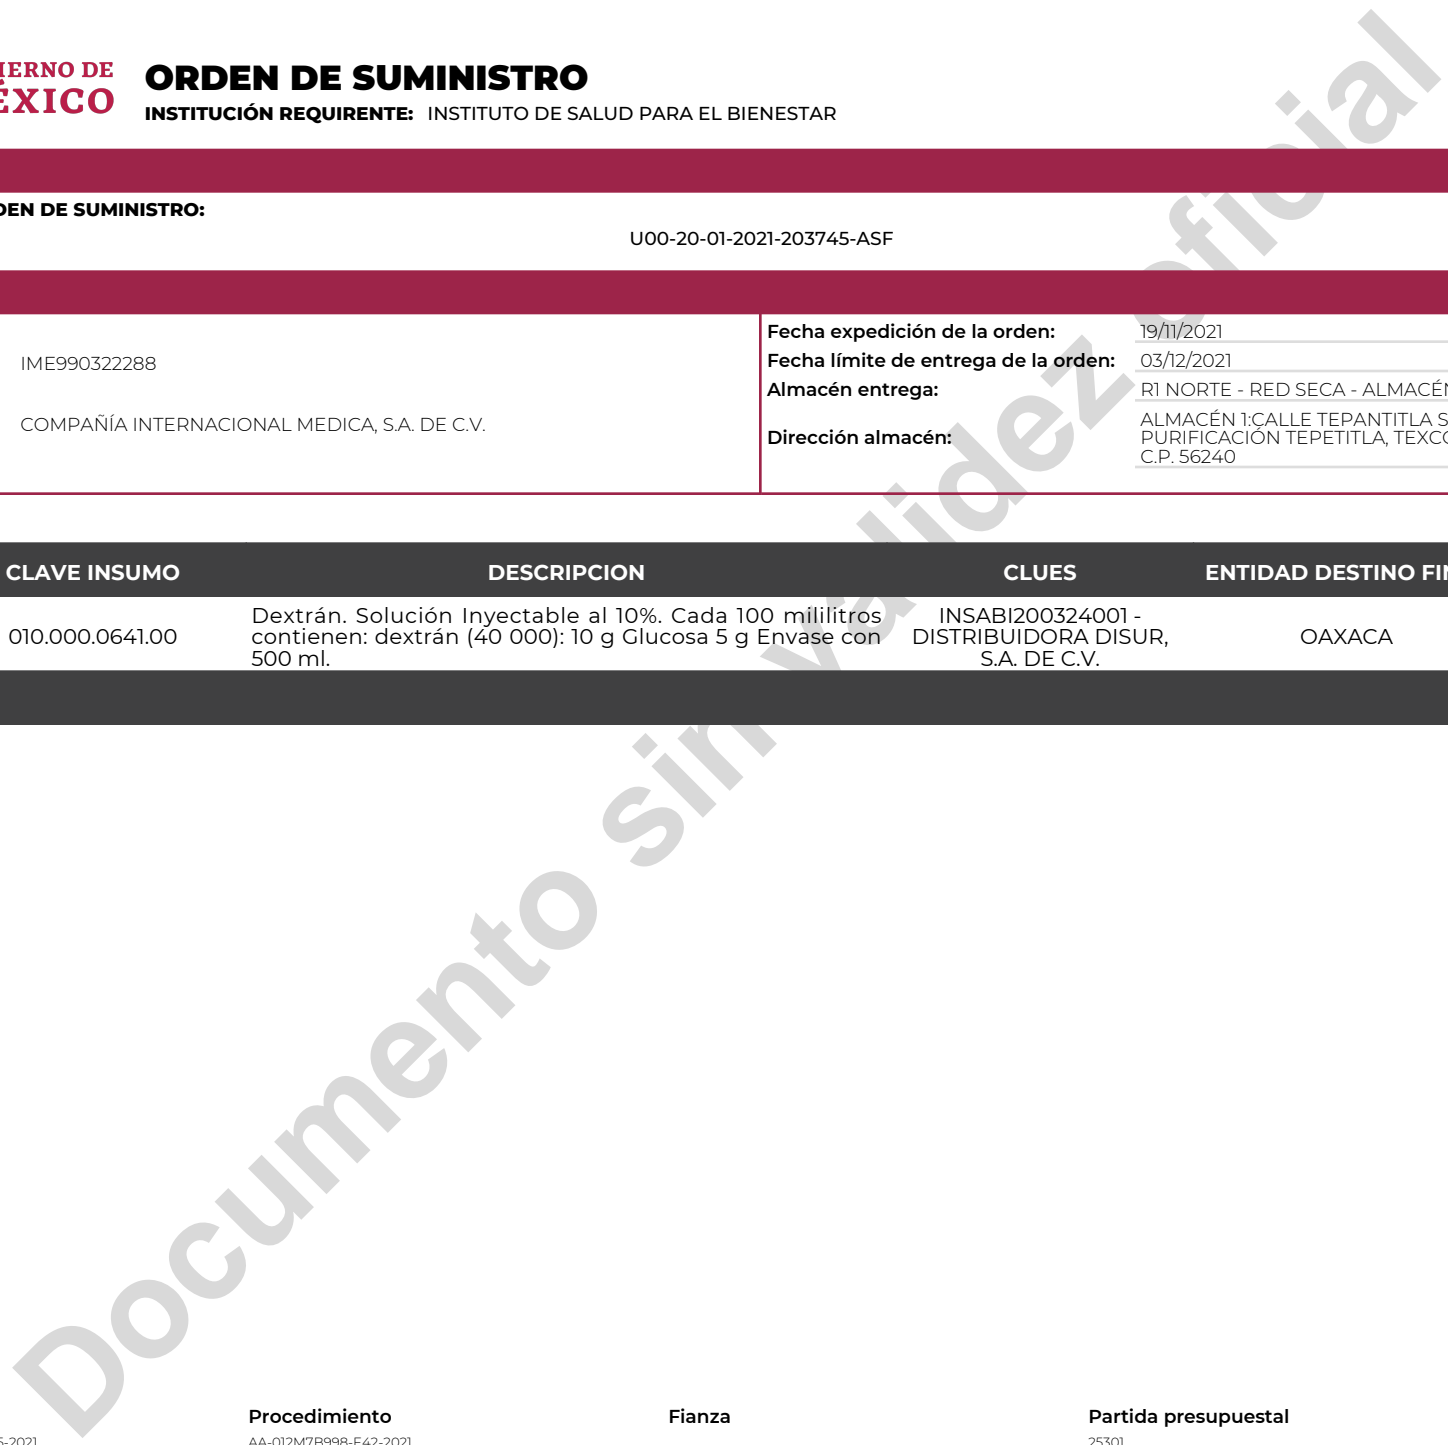 ORDEN DE SUMINISTRO
INSTITUCIÓN REQUIRENTE: INSTITUTO DE SALUD PARA EL BIENESTAR
IERNO DE
ÉXICO
DEN DE SUMINISTRO:
U00-20-01-2021-203745-ASF
IME990322288
COMPAÑÍA INTERNACIONAL MEDICA, S.A. DE C.V.
Fecha expedición de la orden: 19/11/2021
Fecha límite de entrega de la orden: 03/12/2021
Almacén entrega: R1 NORTE - RED SECA - ALMACÉN
Dirección almacén: ALMACÉN 1:CALLE TEPANTITLA S
PURIFICACIÓN TEPETITLA, TEXCO
C.P. 56240
CLAVE INSUMO DESCRIPCION CLUES ENTIDAD DESTINO FIN
010.000.0641.00
Dextrán. Solución Inyectable al 10%. Cada 100 mililitros
contienen: dextrán (40 000): 10 g Glucosa 5 g Envase con
500 ml.
INSABI200324001 -
DISTRIBUIDORA DISUR,
S.A. DE C.V.
OAXACA
Documento sin validez oficial
Procedimiento Fianza Partida presupuestal
5-2021 AA-012M7B998-E42-2021 25301